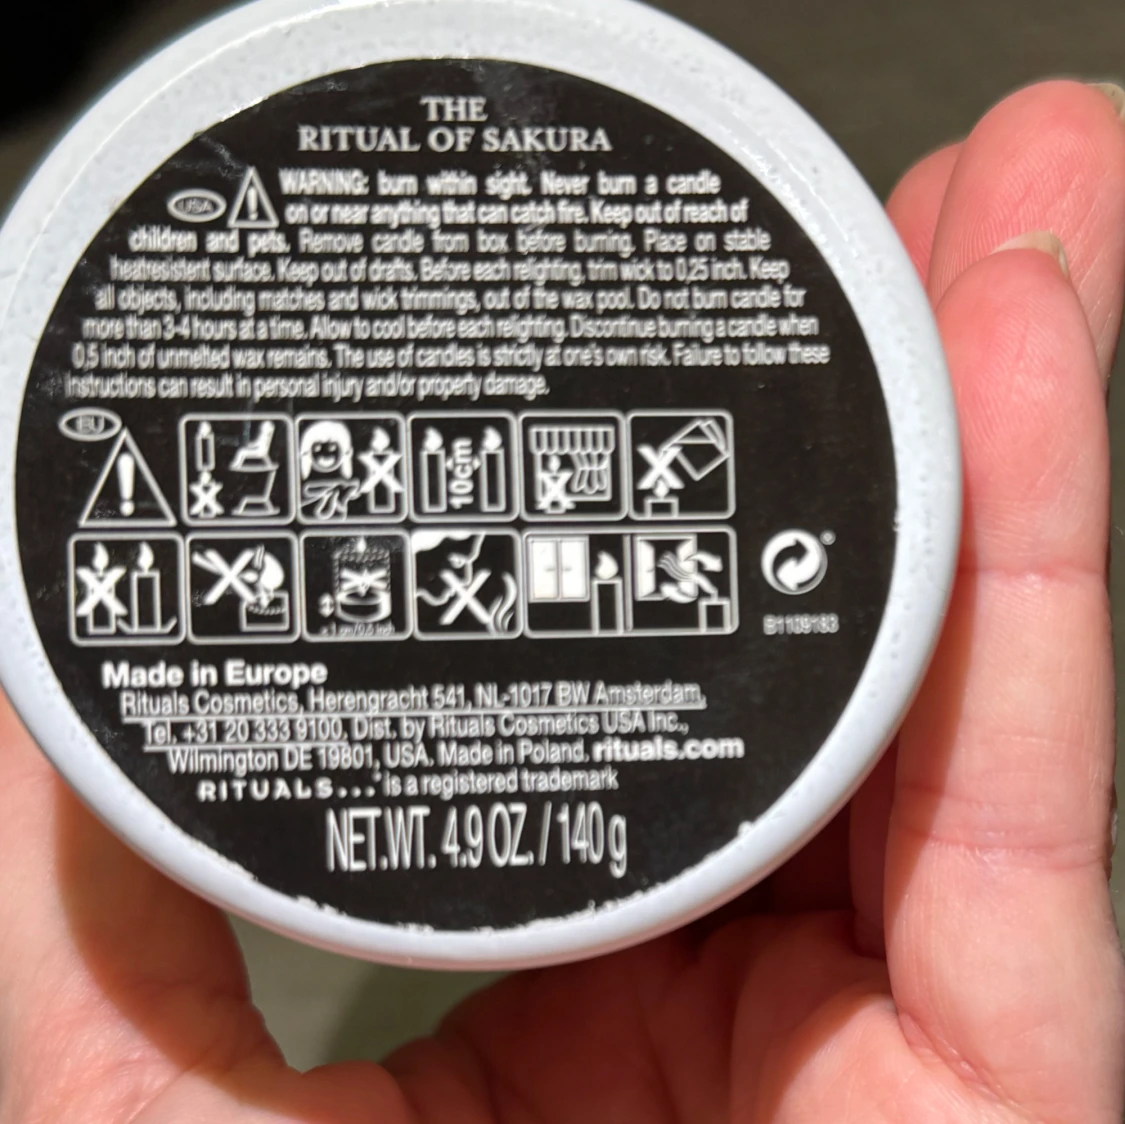 THE
RITUAL OF SAKURA
USA WARNING: burn within sight. Never burn a candle
on or near anything that can catch fire. Keep out of reach of
children and pets. Remove candle from box before burning. Place on stable
heatresistent surface. Keep out of drafts. Before each relighting, trim wick to 0,25 inch. Keep
all objects, including matches and wick trimmings, out of the wax pool. Do not burn candle for
more than 3-4 hours at a time. Allow to cool before each relighting. Discontinue burning a candle when
0,5 inch of unmelted wax remains. The use of candles is strictly at one's own risk. Failure to follow these
instructions can result in personal injury and/or property damage.
EU
10cm
B1109183
Made in Europe
Rituals Cosmetics, Herengracht 541, NL-1017 BW Amsterdam,
Tel. +31 20 333 9100, Dist. by Rituals Cosmetics USA Inc.,
Wilmington DE 19801, USA. Made in Poland. rituals.com
RITUALS...® is a registered trademark
NET.WT. 4.9 OZ. / 140 g